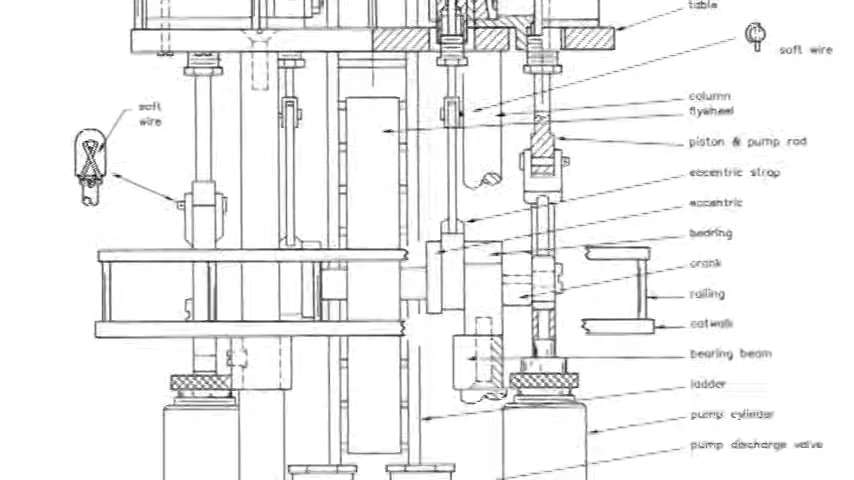 table
soft wire
column
flywheel
soft
wire
piston & pump rod
eccentric strap
eccentric
bearing
crank
railing
catwalk
bearing beam
ladder
pump cylinder
pump discharge valve